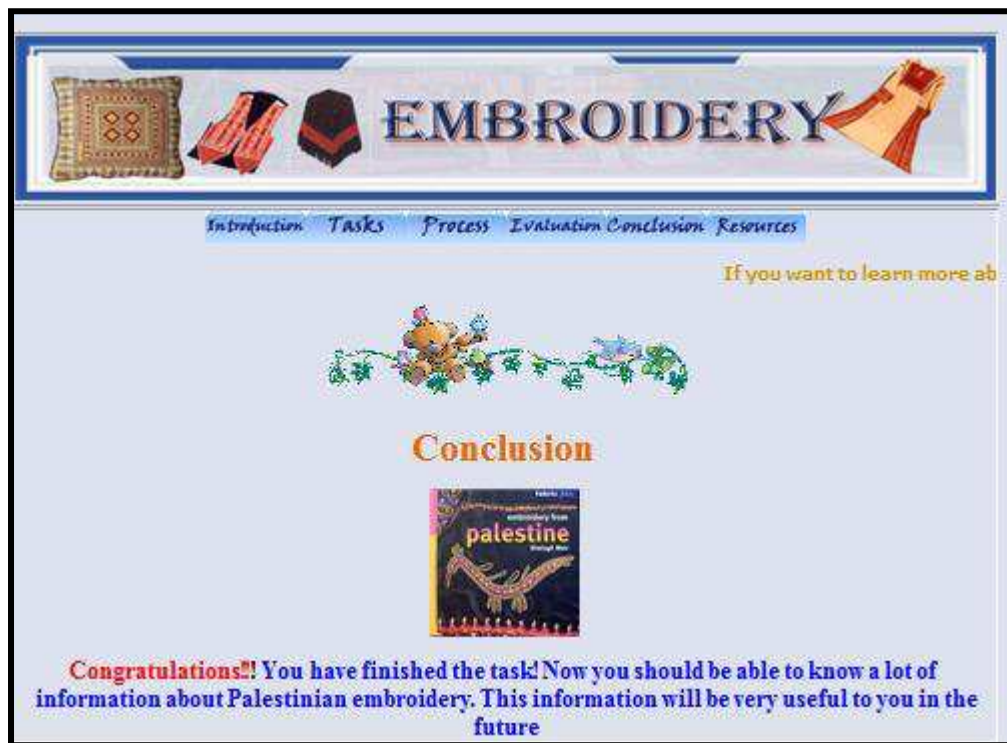 EMBROIDERY
Introduction Tasks Process Evaluation Conclusion Resources
If you want to learn more ab
Conclusion
embroidery from
palestine
Congratulations!!! You have finished the task! Now you should be able to know a lot of
information about Palestinian embroidery. This information will be very useful to you in the
future